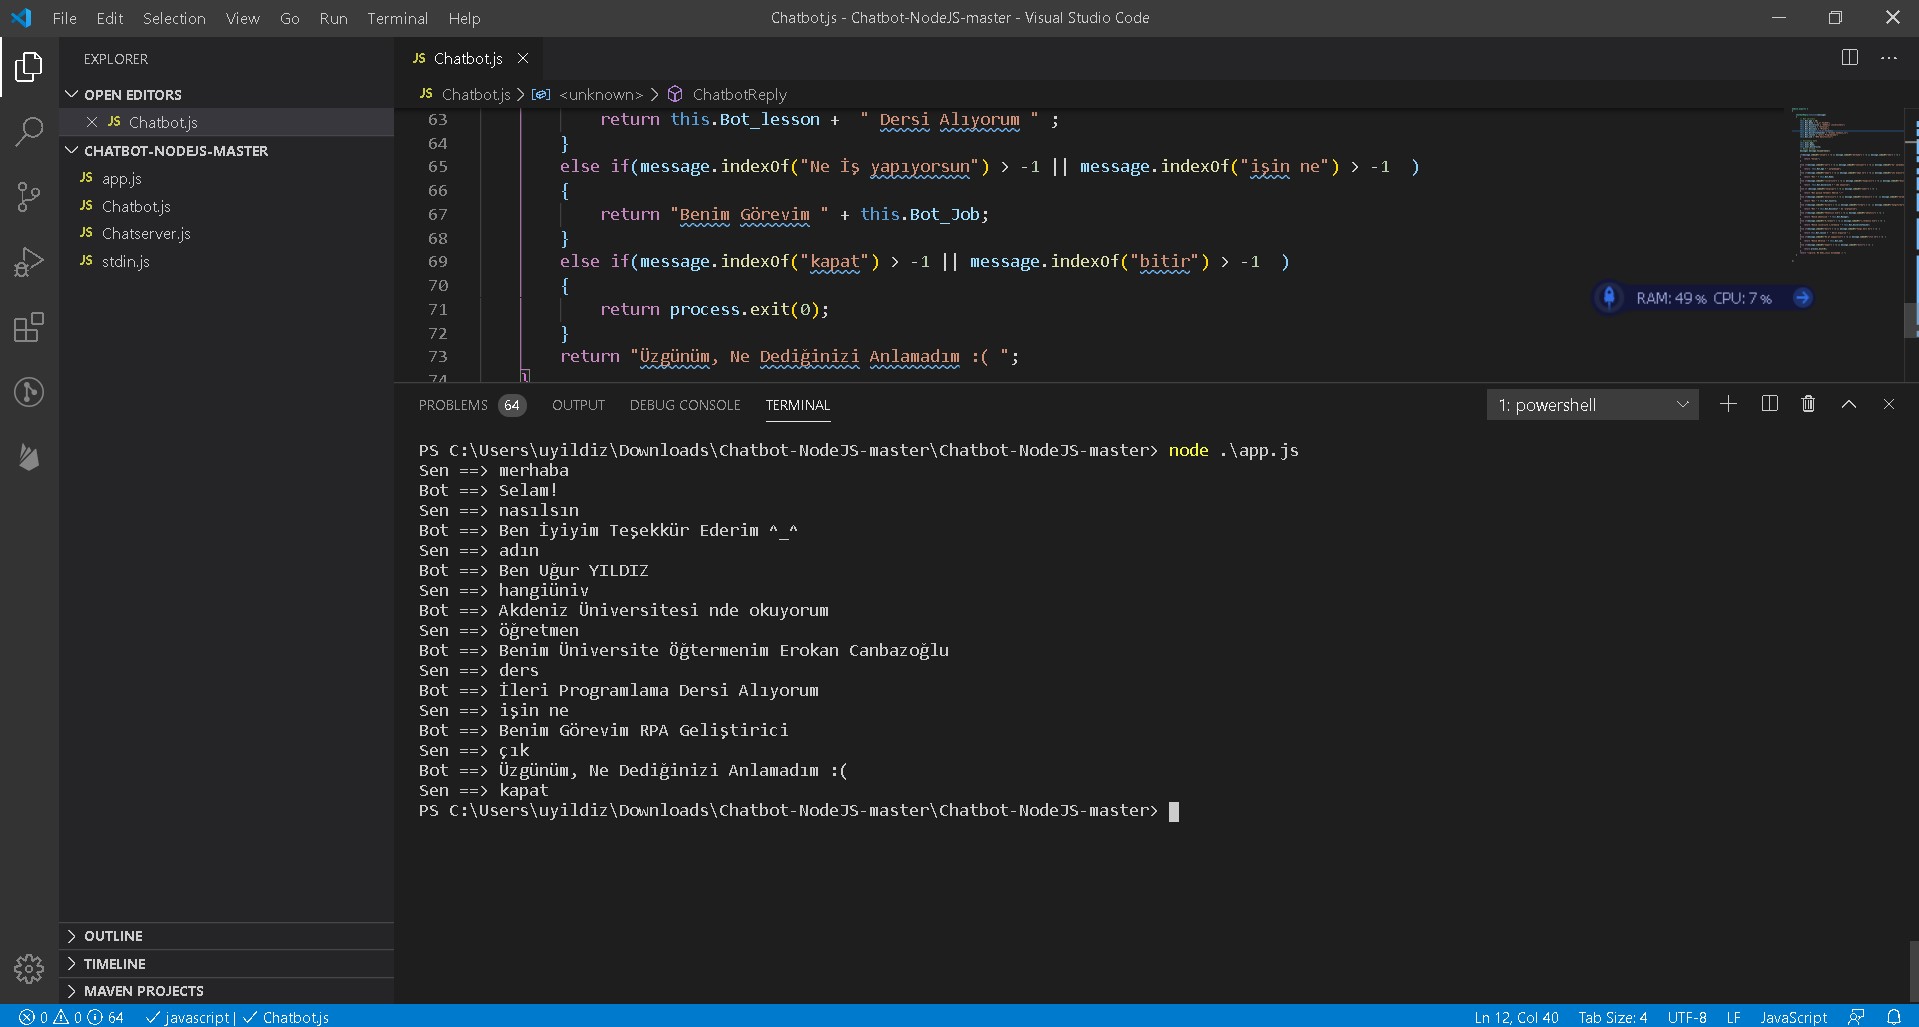 File Edit Selection View Go Run Terminal Help
Chatbot.js - Chatbot-NodeJS-master - Visual Studio Code
EXPLORER
OPEN EDITORS
JS Chatbot.js
CHATBOT-NODEJS-MASTER
JS app.js
JS Chatbot.js
JS Chatserver.js
JS stdin.js
OUTLINE
TIMELINE
MAVEN PROJECTS
JS Chatbot.js
JS Chatbot.js > <unknown> > ChatbotReply
63 return this.Bot_lesson + " Dersi Alıyorum " ;
64 }
65 else if(message.indexOf("Ne İş yapıyorsun") > -1 || message.indexOf("işin ne") > -1 )
66 {
67 return "Benim Görevim " + this.Bot_Job;
68 }
69 else if(message.indexOf("kapat") > -1 || message.indexOf("bitir") > -1 )
70 {
71 return process.exit(0);
72 }
73 return "Üzgünüm, Ne Dediğinizi Anlamadım :( ";
74 }
RAM: 49% CPU: 7%
PROBLEMS 64 OUTPUT DEBUG CONSOLE TERMINAL
1: powershell
PS C:\Users\uyildiz\Downloads\Chatbot-NodeJS-master\Chatbot-NodeJS-master> node .\app.js
Sen ==> merhaba
Bot ==> Selam!
Sen ==> nasılsın
Bot ==> Ben İyiyim Teşekkür Ederim ^_^
Sen ==> adın
Bot ==> Ben Uğur YILDIZ
Sen ==> hangiüniv
Bot ==> Akdeniz Üniversitesi nde okuyorum
Sen ==> öğretmen
Bot ==> Benim Üniversite Öğtermenim Erokan Canbazoğlu
Sen ==> ders
Bot ==> İleri Programlama Dersi Alıyorum
Sen ==> işin ne
Bot ==> Benim Görevim RPA Geliştirici
Sen ==> çık
Bot ==> Üzgünüm, Ne Dediğinizi Anlamadım :(
Sen ==> kapat
PS C:\Users\uyildiz\Downloads\Chatbot-NodeJS-master\Chatbot-NodeJS-master>
0 0 64 javascript | Chatbot.js
Ln 12, Col 40 Tab Size: 4 UTF-8 LF JavaScript